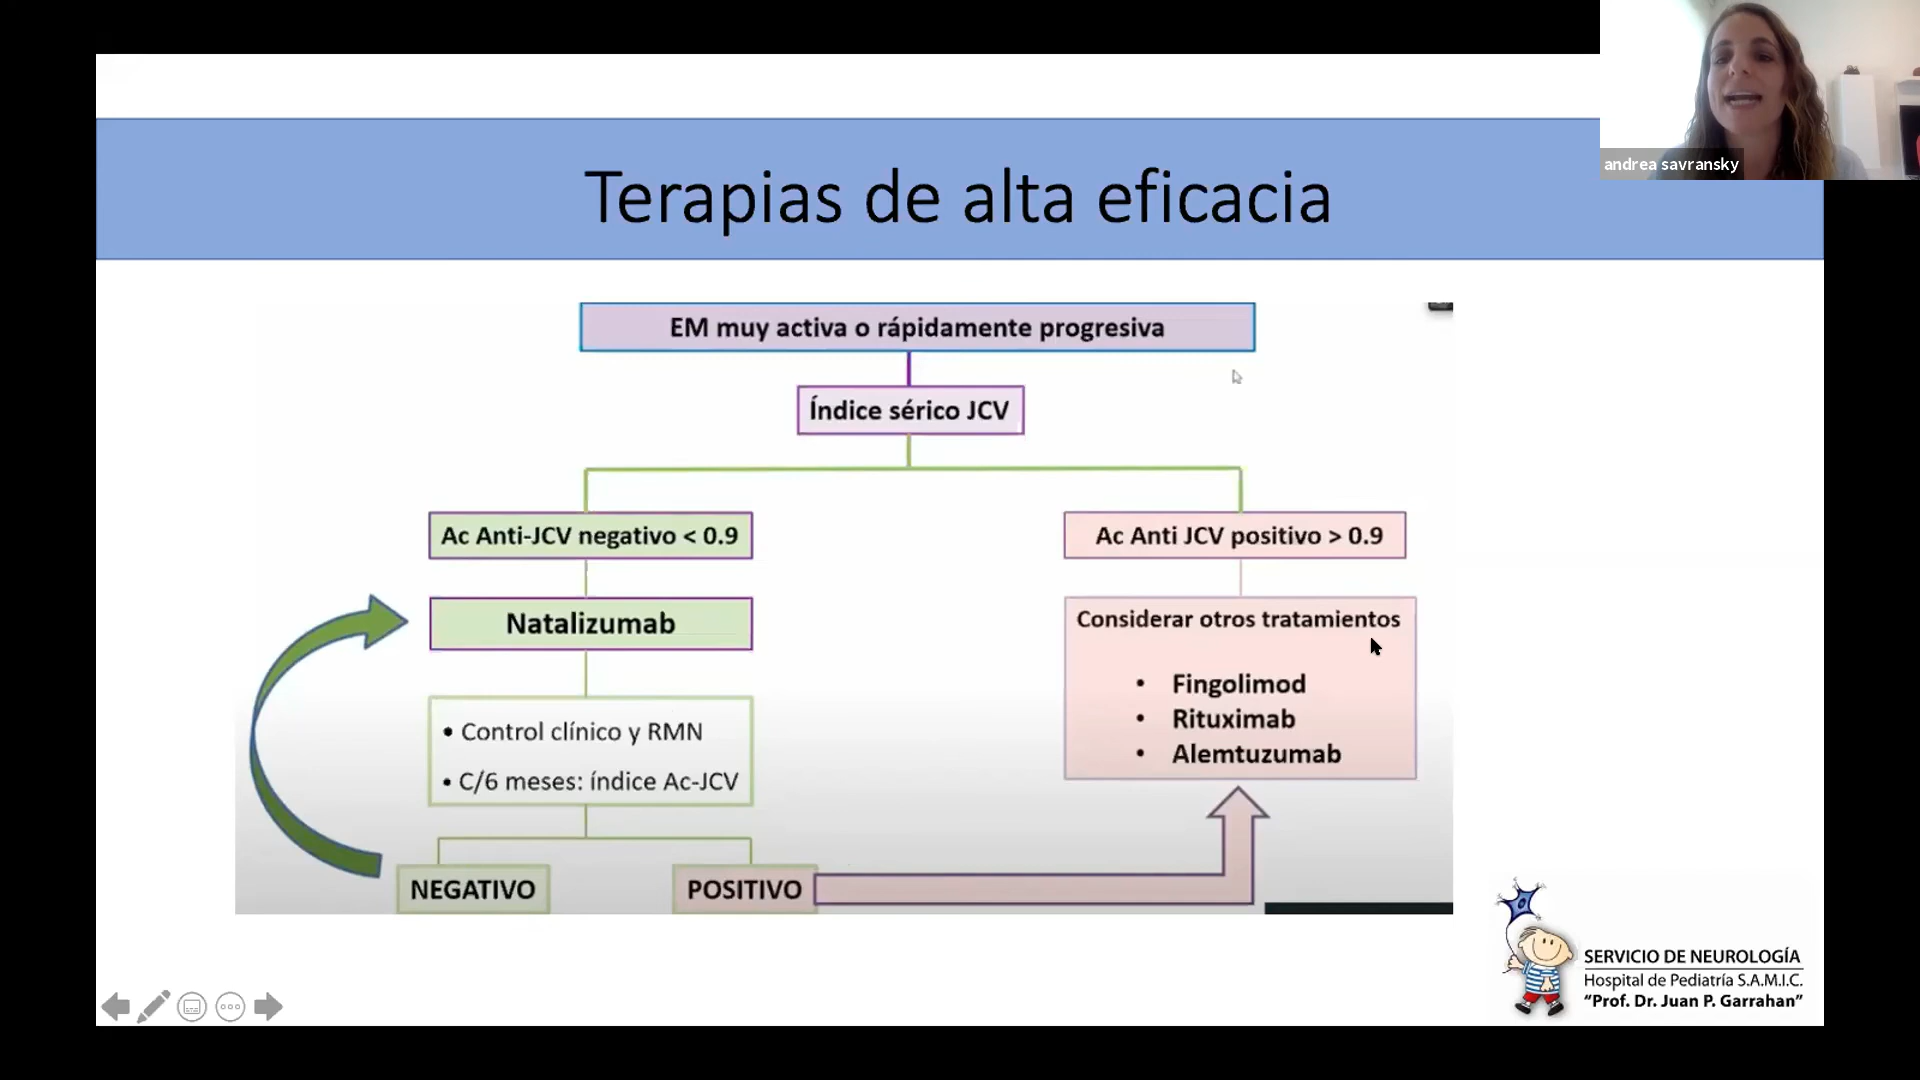 andrea savransky
Terapias de alta eficacia
EM muy activa o rápidamente progresiva
Índice sérico JCV
Ac Anti-JCV negativo < 0.9
Ac Anti JCV positivo > 0.9
Natalizumab
Considerar otros tratamientos
• Fingolimod
• Rituximab
• Alemtuzumab
• Control clínico y RMN
• C/6 meses: índice Ac-JCV
NEGATIVO
POSITIVO
SERVICIO DE NEUROLOGÍA
Hospital de Pediatría S.A.M.I.C.
“Prof. Dr. Juan P. Garrahan”